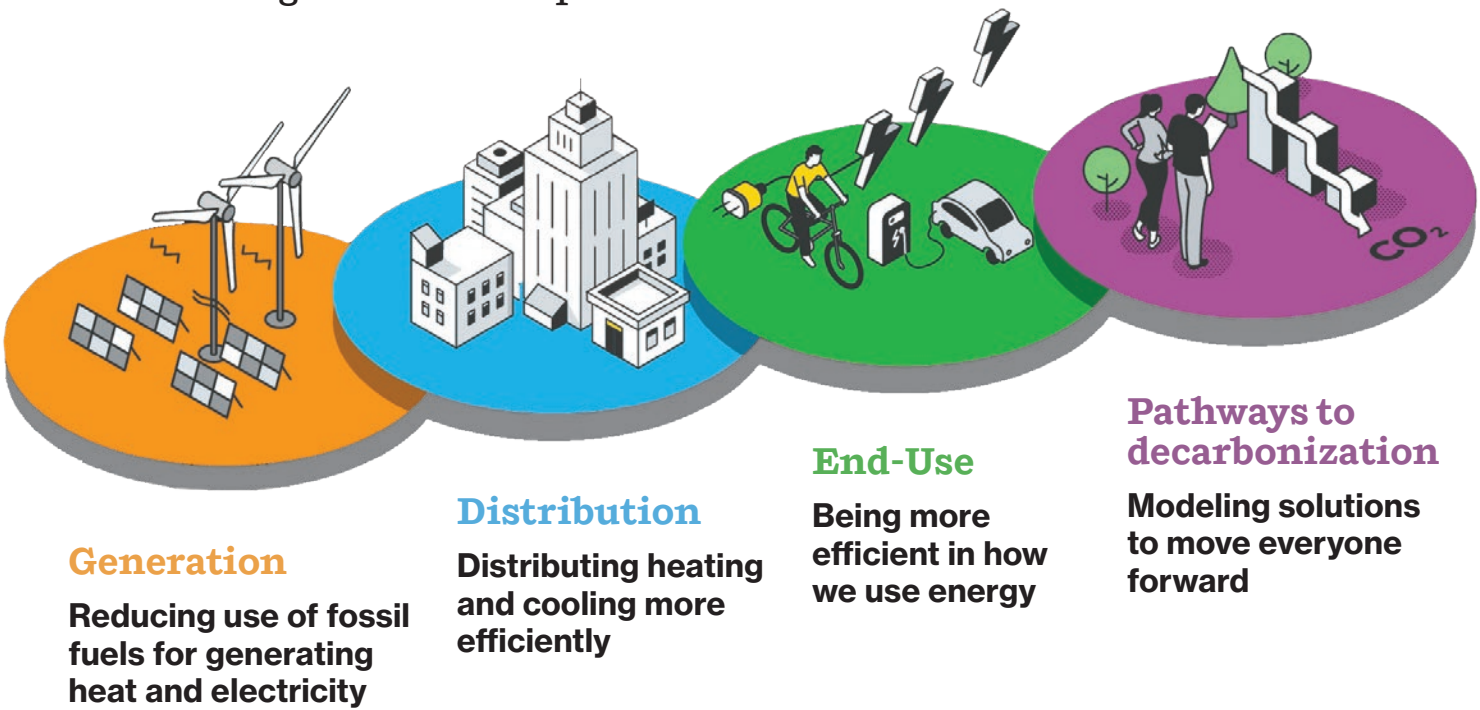 Generation
Reducing use of fossil
fuels for generating
heat and electricity
Distribution
Distributing heating
and cooling more
efficiently
End-Use
Being more
efficient in how
we use energy
Pathways to
decarbonization
Modeling solutions
to move everyone
forward
CO₂